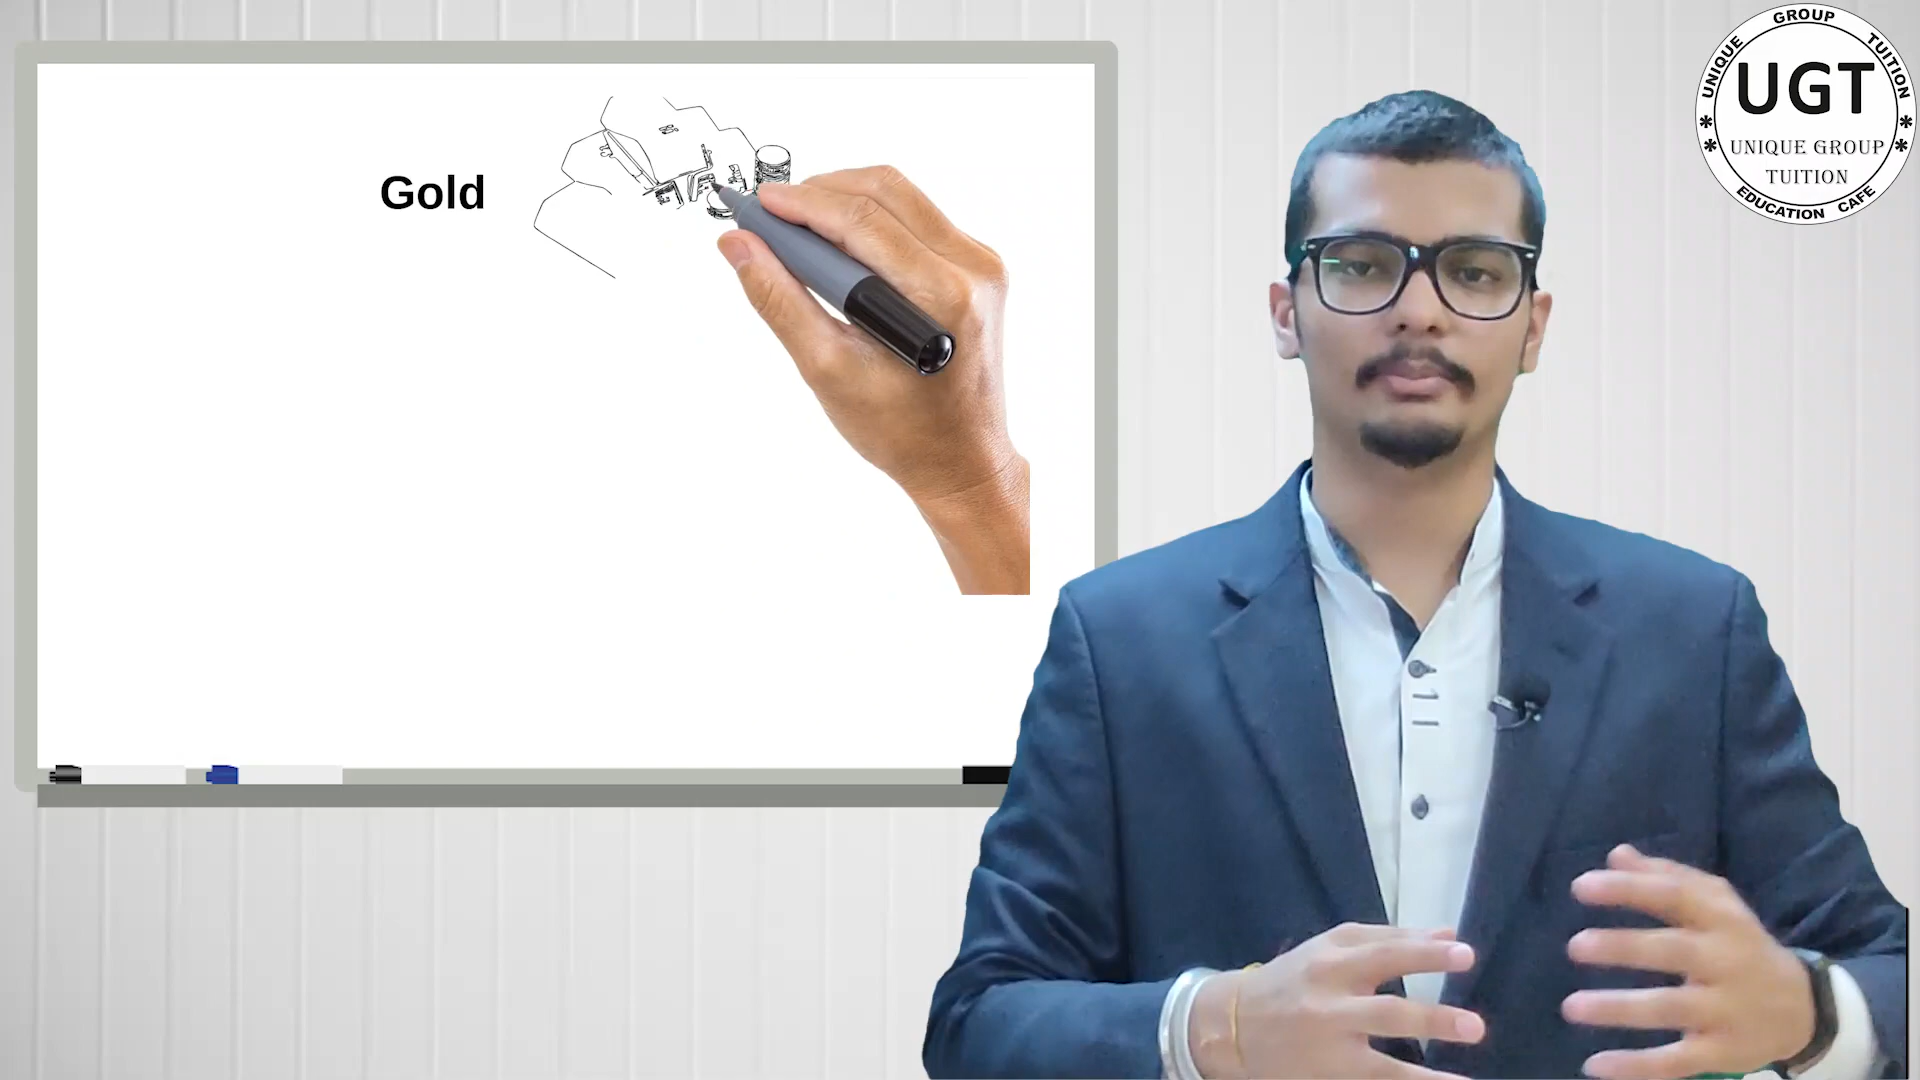 Gold
UNIQUE GROUP TUITION
UGT
UNIQUE GROUP
TUITION
EDUCATION CAFE